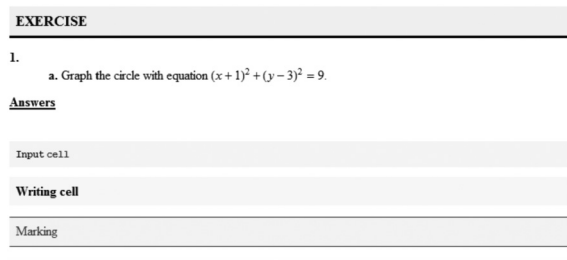 EXERCISE
1.
a. Graph the circle with equation (x + 1)² + (y – 3)² = 9.
Answers
Input cell
Writing cell
Marking